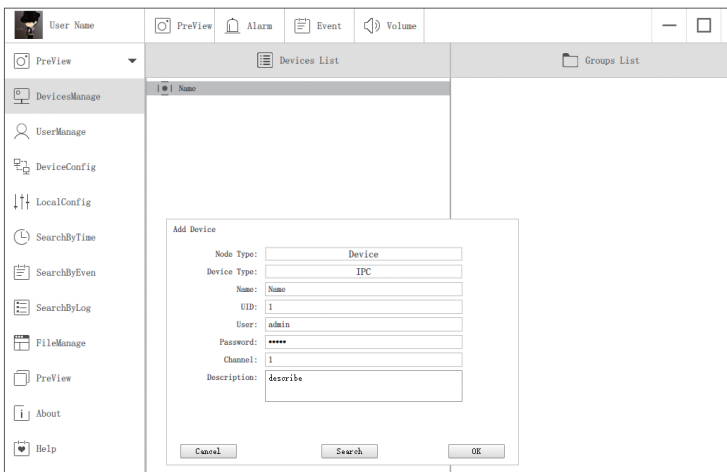 User Name
PreView
Alarm
Event
Volume
PreView
DevicesManage
UserManage
DeviceConfig
LocalConfig
SearchByTime
SearchByEven
SearchByLog
FileManage
PreView
About
Help
Devices List
Groups List
Name
Add Device
Node Type: Device
Device Type: IPC
Name: Name
UID: 1
User: admin
Password: •••••
Channel: 1
Description: describe
Cancel
Search
OK